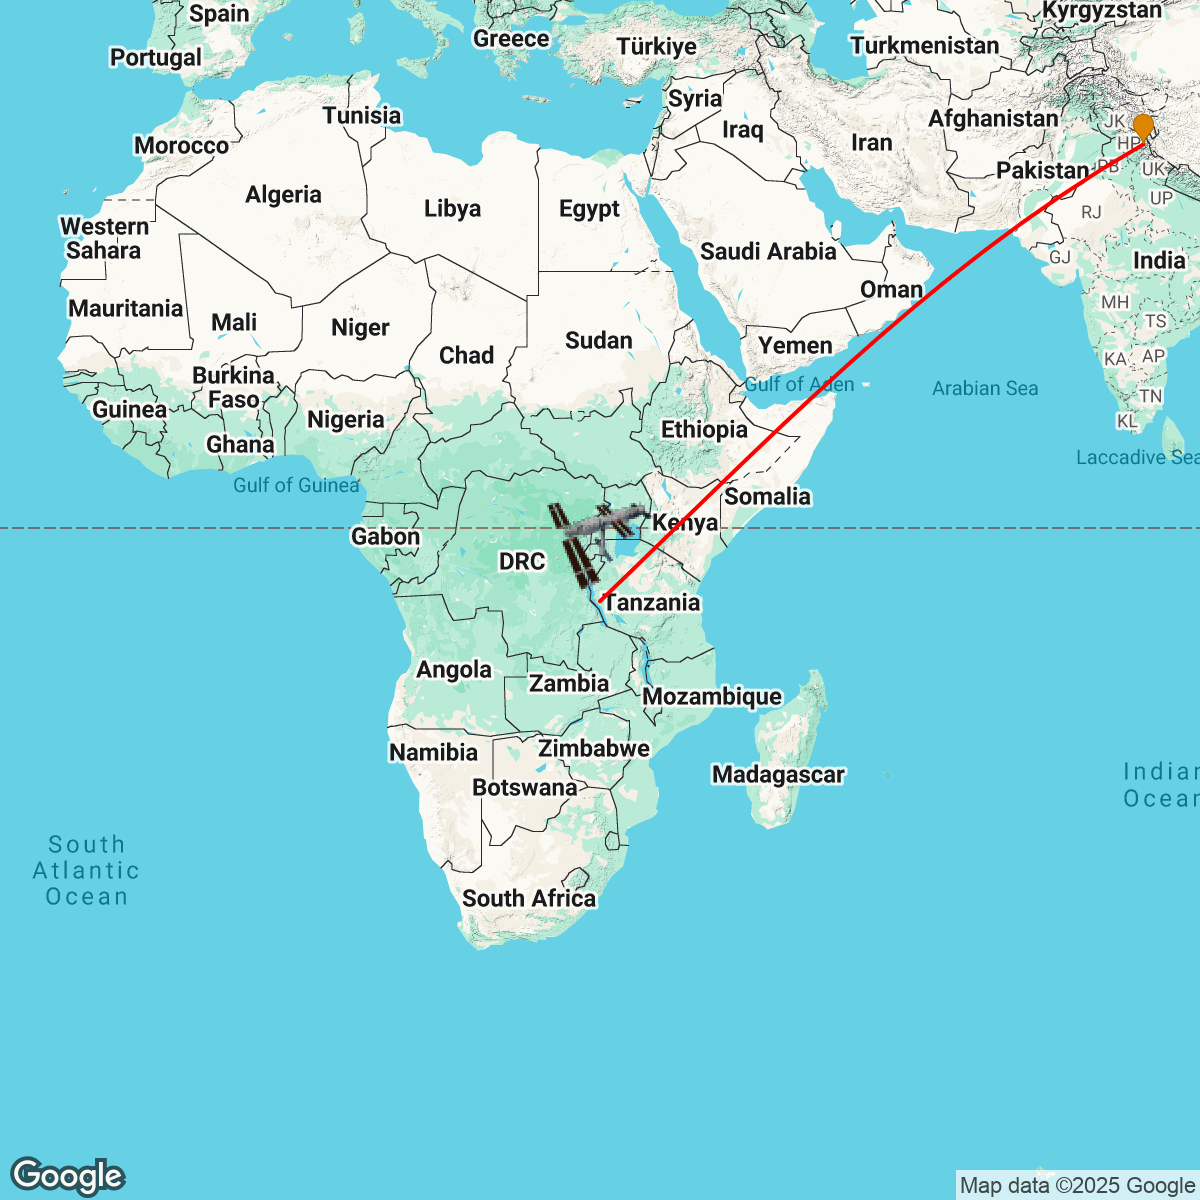 Kyrgyzstan
Spain
Greece
Türkiye
Turkmenistan
Portugal
Syria
Tunisia
Iraq
Afghanistan
JK
Morocco
Iran
HP
Pakistan
PB
UK
Algeria
Libya
Egypt
UP
RJ
Western
Sahara
Saudi Arabia
GJ
India
Oman
Mauritania
Mali
Niger
MH
TS
Chad
Sudan
Yemen
KA
AP
Burkina
Faso
Gulf of Aden
Arabian Sea
TN
Guinea
Nigeria
Ethiopia
KL
Ghana
Laccadive Sea
Gulf of Guinea
Somalia
Kenya
Gabon
DRC
Tanzania
Angola
Zambia
Mozambique
Namibia
Zimbabwe
Madagascar
Botswana
Indian
Ocean
South
Atlantic
Ocean
South Africa
Google
Map data ©2025 Google